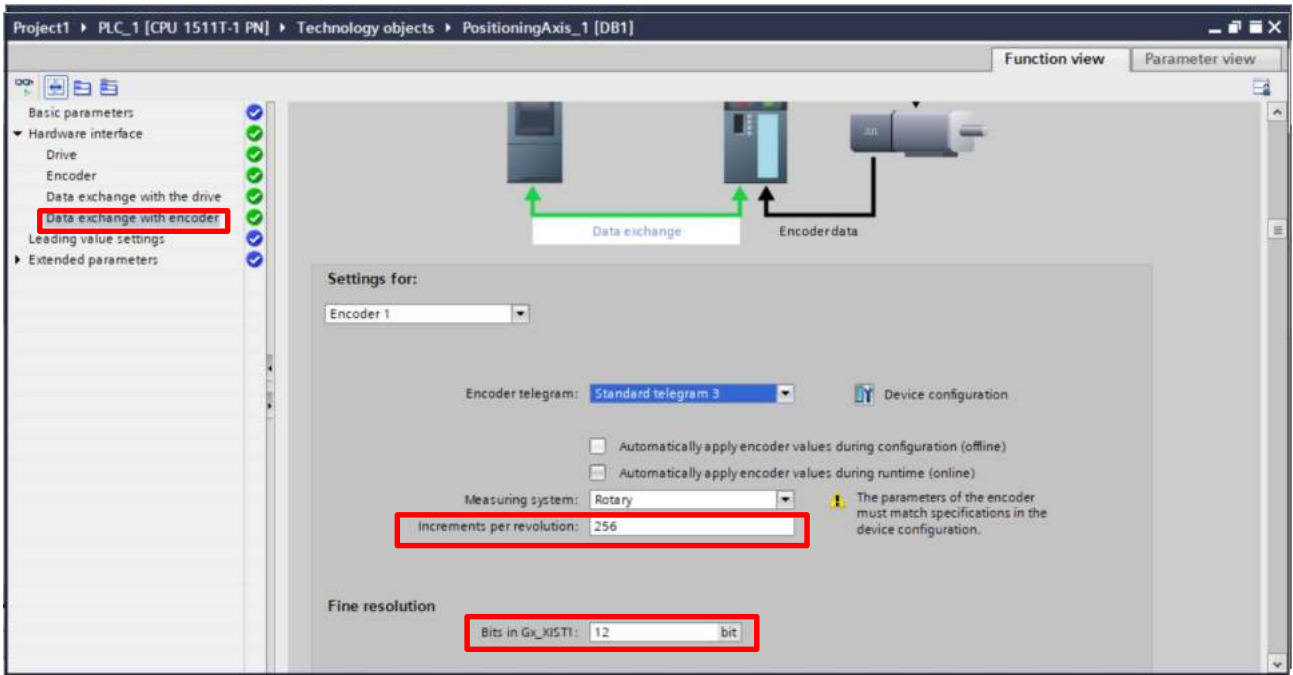 Project1 ▸ PLC_1 [CPU 1511T-1 PN] ▸ Technology objects ▸ PositioningAxis_1 [DB1]
Function view
Parameter view
Basic parameters
Hardware interface
Drive
Encoder
Data exchange with the drive
Data exchange with encoder
Leading value settings
Extended parameters
Data exchange
Encoder data
Settings for:
Encoder 1
Encoder telegram: Standard telegram 3
Device configuration
Automatically apply encoder values during configuration (offline)
Automatically apply encoder values during runtime (online)
Measuring system: Rotary
The parameters of the encoder
must match specifications in the
device configuration.
Increments per revolution: 256
Fine resolution
Bits in Gx_XIST1: 12 bit